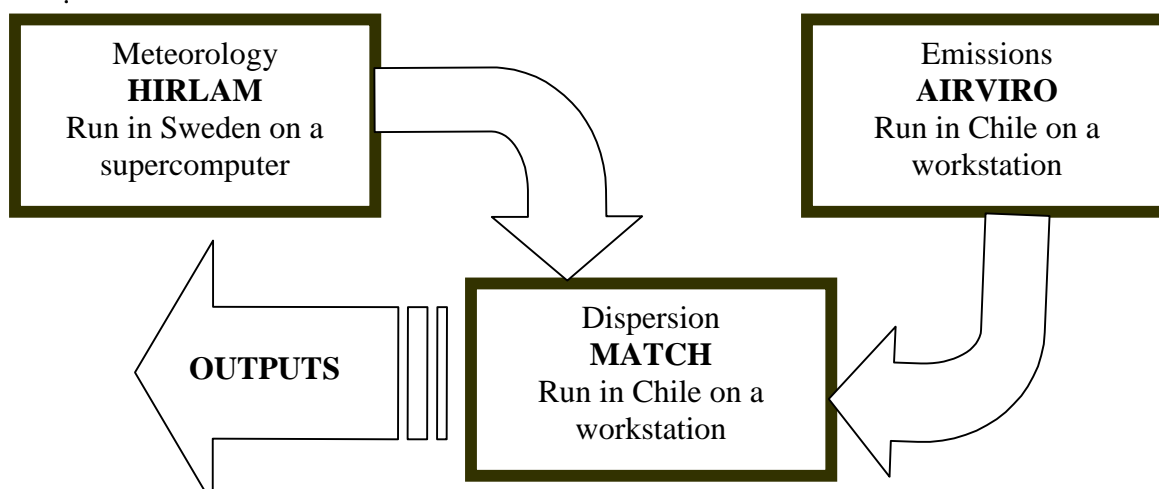 Meteorology
HIRLAM
Run in Sweden on a
supercomputer
Emissions
AIRVIRO
Run in Chile on a
workstation
Dispersion
MATCH
Run in Chile on a
workstation
OUTPUTS